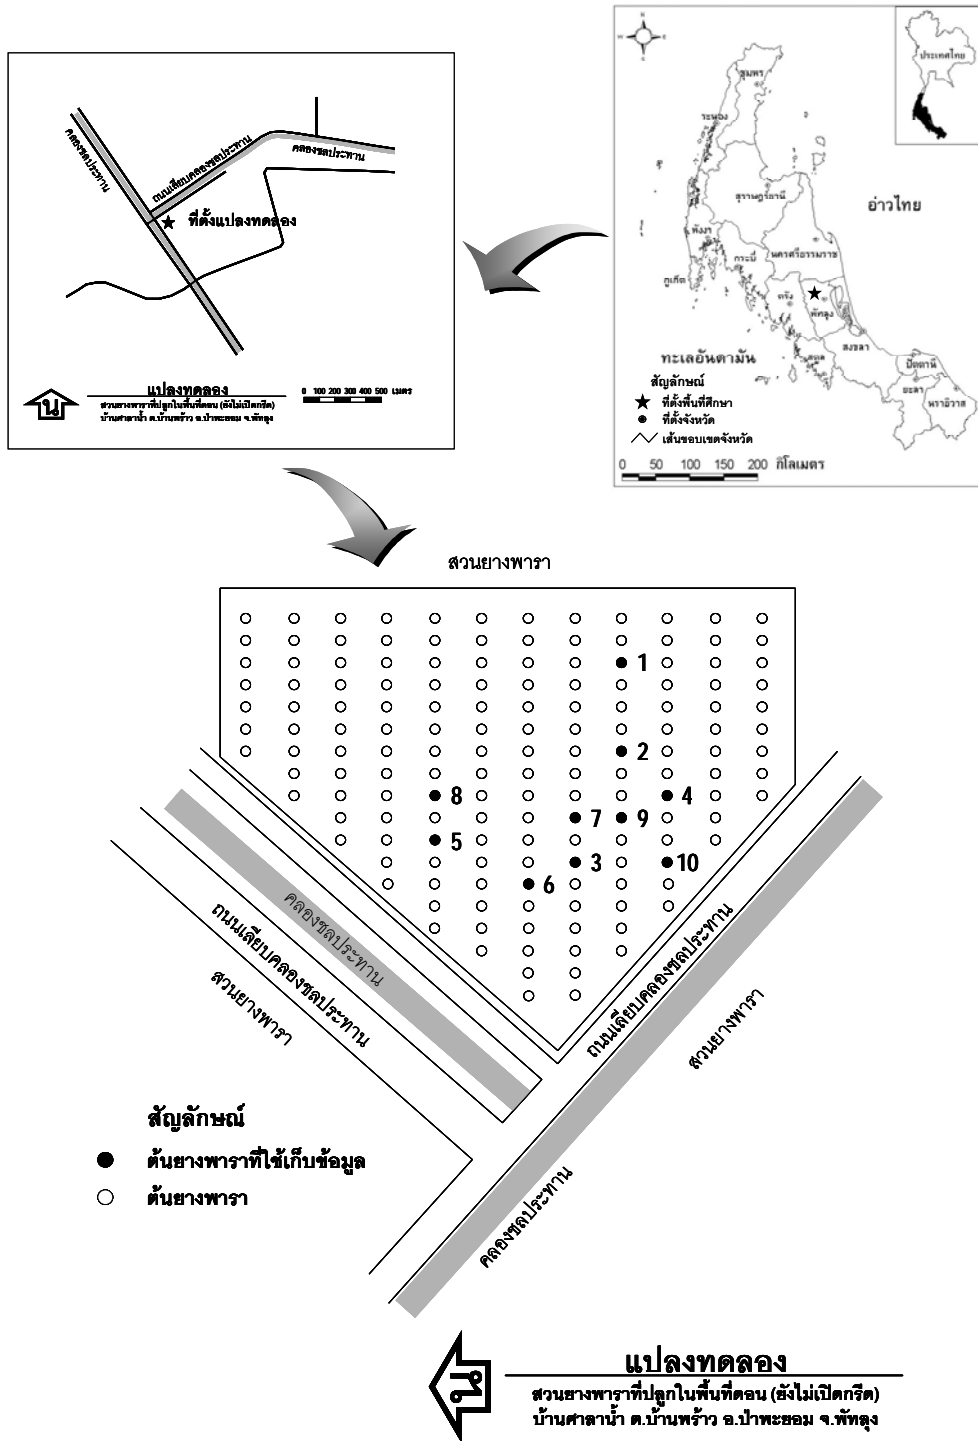 คลองชลประทาน
ถนนเลียบคลองชลประทาน
คลองชลประทาน
ที่ตั้งแปลงทดลอง
น
แปลงทดลอง
สวนยางพาราที่ปลูกในพื้นที่ดอน (ยังไม่เปิดกรีด)
บ้านศาลาน้ำ ต.บ้านพร้าว อ.ป่าพะยอม จ.พัทลุง
0 100 200 300 400 500 เมตร
ประเทศไทย
ชุมพร
ระนอง
สุราษฎร์ธานี
อ่าวไทย
พังงา
นครศรีธรรมราช
กระบี่
ภูเก็ต
ตรัง
พัทลุง
สงขลา
ทะเลอันดามัน
สตูล
ปัตตานี
ยะลา
นราธิวาส
สัญลักษณ์
ที่ตั้งพื้นที่ศึกษา
ที่ตั้งจังหวัด
เส้นขอบเขตจังหวัด
0 50 100 150 200 กิโลเมตร
สวนยางพารา
1
2
8
4
7
9
5
3
10
6
คลองชลประทาน
ถนนเลียบคลองชลประทาน
สวนยางพารา
ถนนเลียบคลองชลประทาน
สวนยางพารา
คลองชลประทาน
สัญลักษณ์
ต้นยางพาราที่ใช้เก็บข้อมูล
ต้นยางพารา
น
แปลงทดลอง
สวนยางพาราที่ปลูกในพื้นที่ดอน (ยังไม่เปิดกรีด)
บ้านศาลาน้ำ ต.บ้านพร้าว อ.ป่าพะยอม จ.พัทลุง